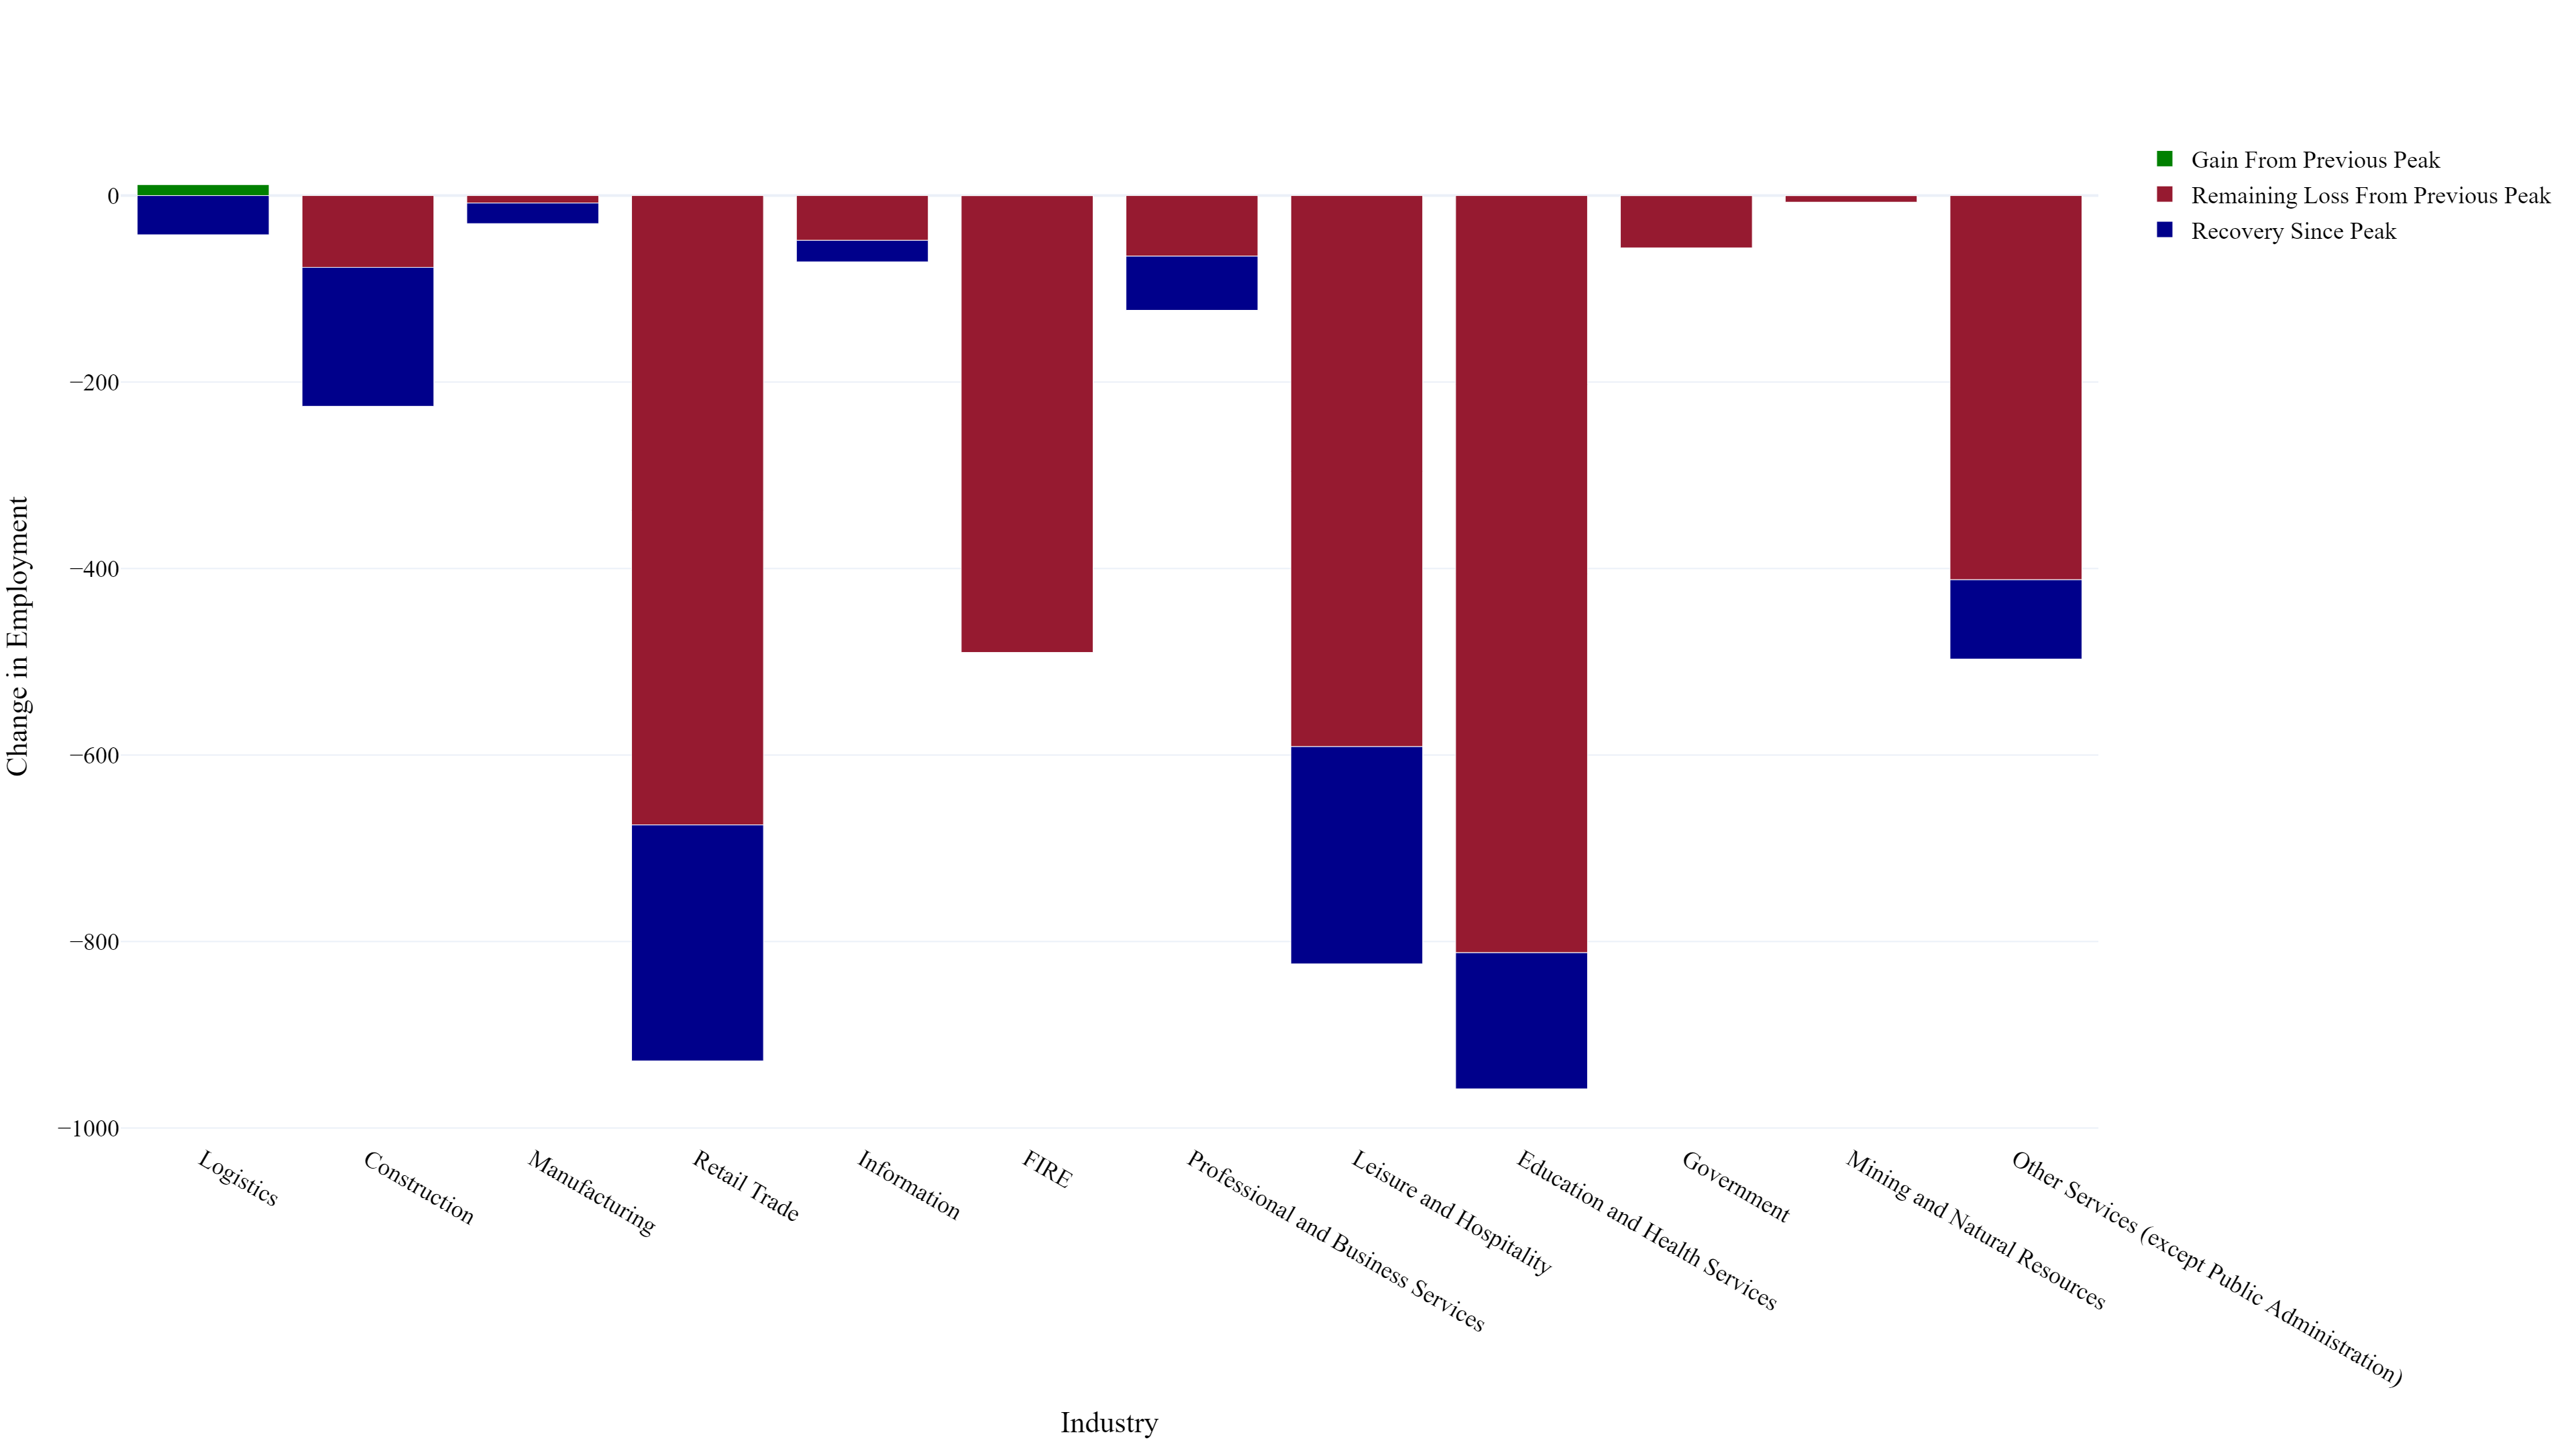 Gain From Previous Peak
Remaining Loss From Previous Peak
Recovery Since Peak
0
−200
−400
−600
−800
−1000
Change in Employment
Logistics
Construction
Manufacturing
Retail Trade
Information
FIRE
Professional and Business Services
Leisure and Hospitality
Education and Health Services
Government
Mining and Natural Resources
Other Services (except Public Administration)
Industry